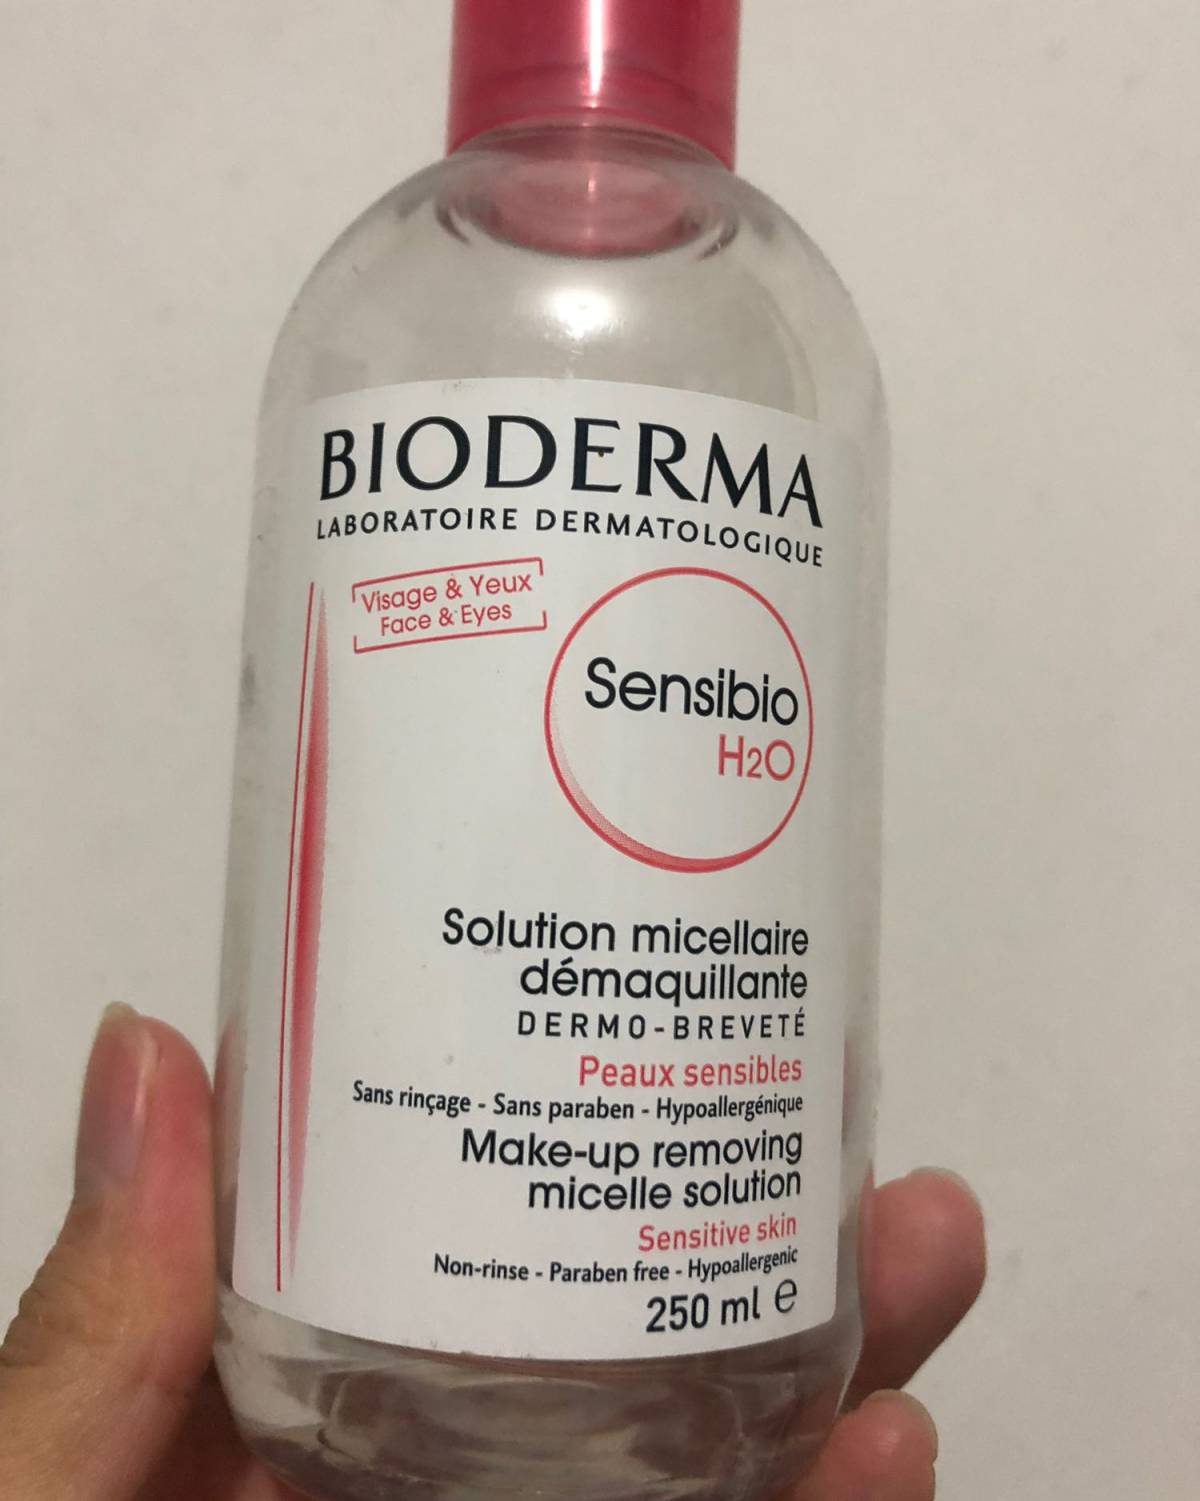 BIODERMA
LABORATOIRE DERMATOLOGIQUE
Visage & Yeux
Face & Eyes
Sensibio
H2O
Solution micellaire
démaquillante
DERMO-BREVETÉ
Peaux sensibles
Sans rinçage - Sans paraben - Hypoallergénique
Make-up removing
micelle solution
Sensitive skin
Non-rinse - Paraben free - Hypoallergenic
250 ml e